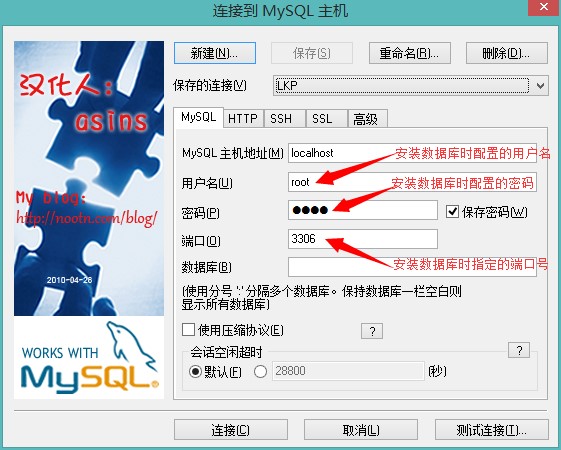 连接到 MySQL 主机
汉化人：
asins
My blog:
http://nootn.com/blog/
2010-04-26
WORKS WITH
MySQL®
新建(N)...
保存(S)
重命名(R)...
删除(D)...
保存的连接(V)
LKP
MySQL HTTP SSH SSL 高级
MySQL 主机地址(M) localhost
安装数据库时配置的用户名
用户名(U) root
安装数据库时配置的密码
密码(P) ●●●● 保存密码(W)
端口(O) 3306
安装数据库时指定的端口号
数据库(B)
(使用分号 ';'分隔多个数据库。保持数据库一栏空白则
显示所有数据库)
使用压缩协议(E) ?
会话空闲超时 ?
默认(F) 28800 (秒)
连接(C)
取消(L)
测试连接(T)...